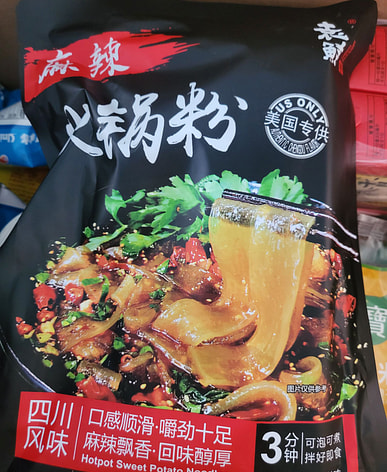 麻辣
火锅粉
US ONLY
美国专供
图片仅供参考
四川
风味
口感顺滑·嚼劲十足
麻辣飘香·回味醇厚
3分钟
可泡可煮
拌好即食
Hotpot Sweet Potato